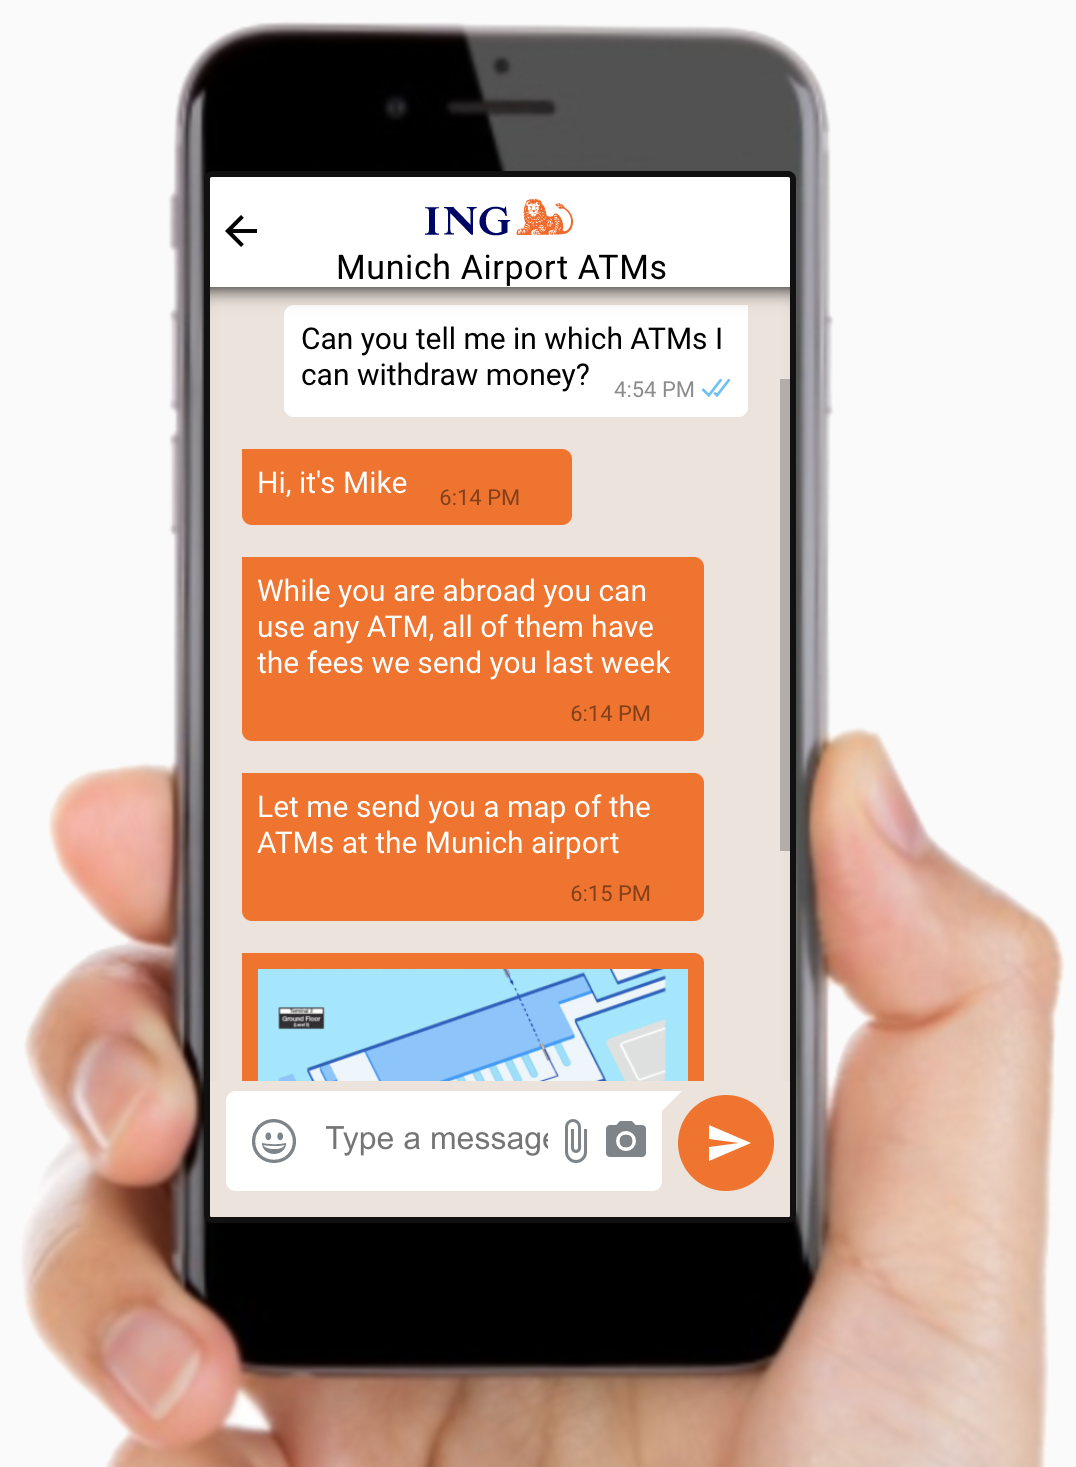 ING
Munich Airport ATMs
Can you tell me in which ATMs I
can withdraw money?
4:54 PM
Hi, it's Mike
6:14 PM
While you are abroad you can
use any ATM, all of them have
the fees we send you last week
6:14 PM
Let me send you a map of the
ATMs at the Munich airport
6:15 PM
Ground Floor
Type a message